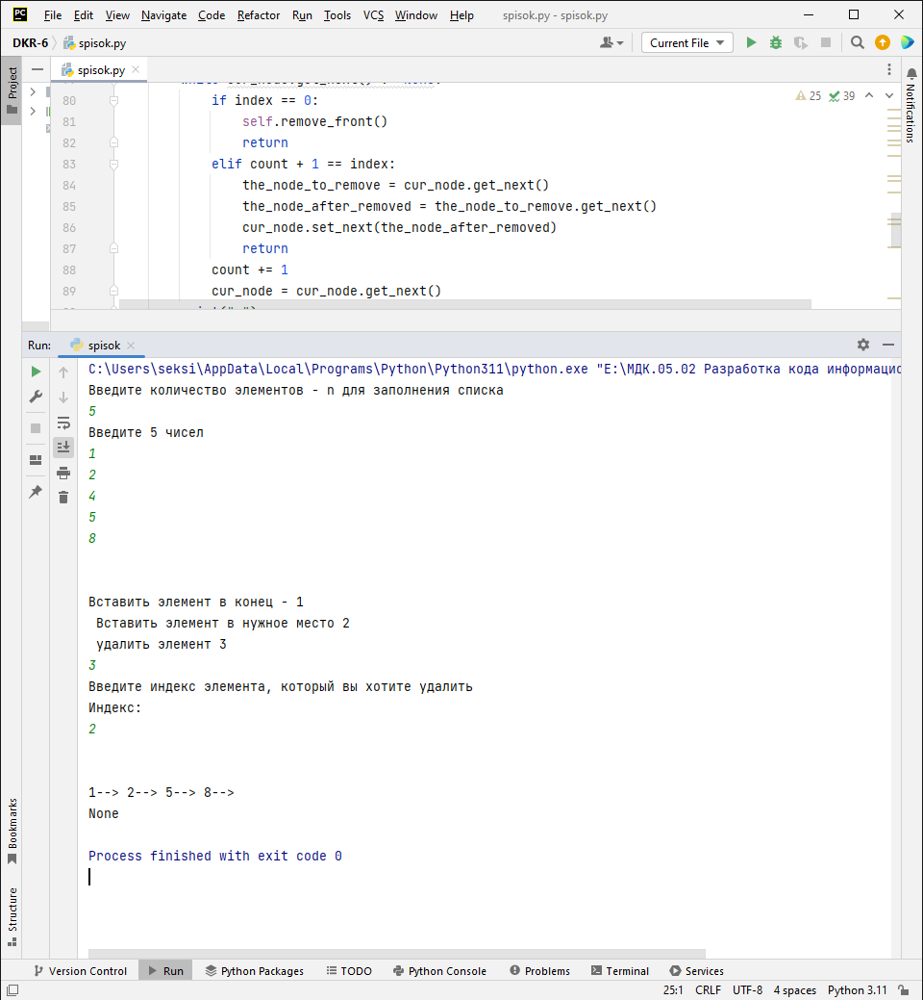 PC File Edit View Navigate Code Refactor Run Tools VCS Window Help spisok.py - spisok.py
DKR-6 spisok.py Current File
Project
spisok.py
Notifications
25 39
80 if index == 0:
81 self.remove_front()
82 return
83 elif count + 1 == index:
84 the_node_to_remove = cur_node.get_next()
85 the_node_after_removed = the_node_to_remove.get_next()
86 cur_node.set_next(the_node_after_removed)
87 return
88 count += 1
89 cur_node = cur_node.get_next()
Run: spisok
C:\Users\seksi\AppData\Local\Programs\Python\Python311\python.exe "E:\МДК.05.02 Разработка кода информацио
Введите количество элементов - n для заполнения списка
5
Введите 5 чисел
1
2
4
5
8
Вставить элемент в конец - 1
Вставить элемент в нужное место 2
удалить элемент 3
3
Введите индекс элемента, который вы хотите удалить
Индекс:
2
1--> 2--> 5--> 8-->
None
Process finished with exit code 0
Bookmarks
Structure
Version Control Run Python Packages TODO Python Console Problems Terminal Services
25:1 CRLF UTF-8 4 spaces Python 3.11